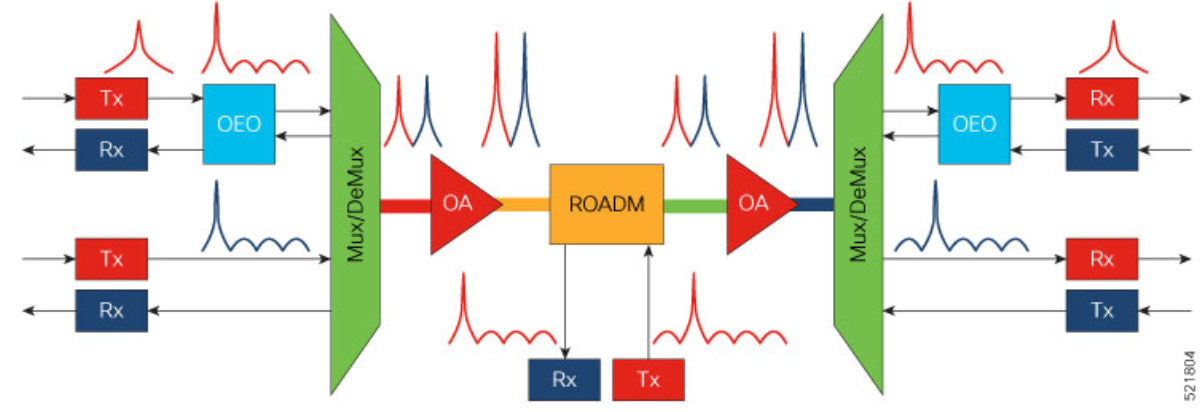 Tx
Rx
OEO
Tx
Rx
Mux/DeMux
OA
ROADM
OA
Rx
Tx
Mux/DeMux
OEO
Rx
Tx
Rx
Tx
521804